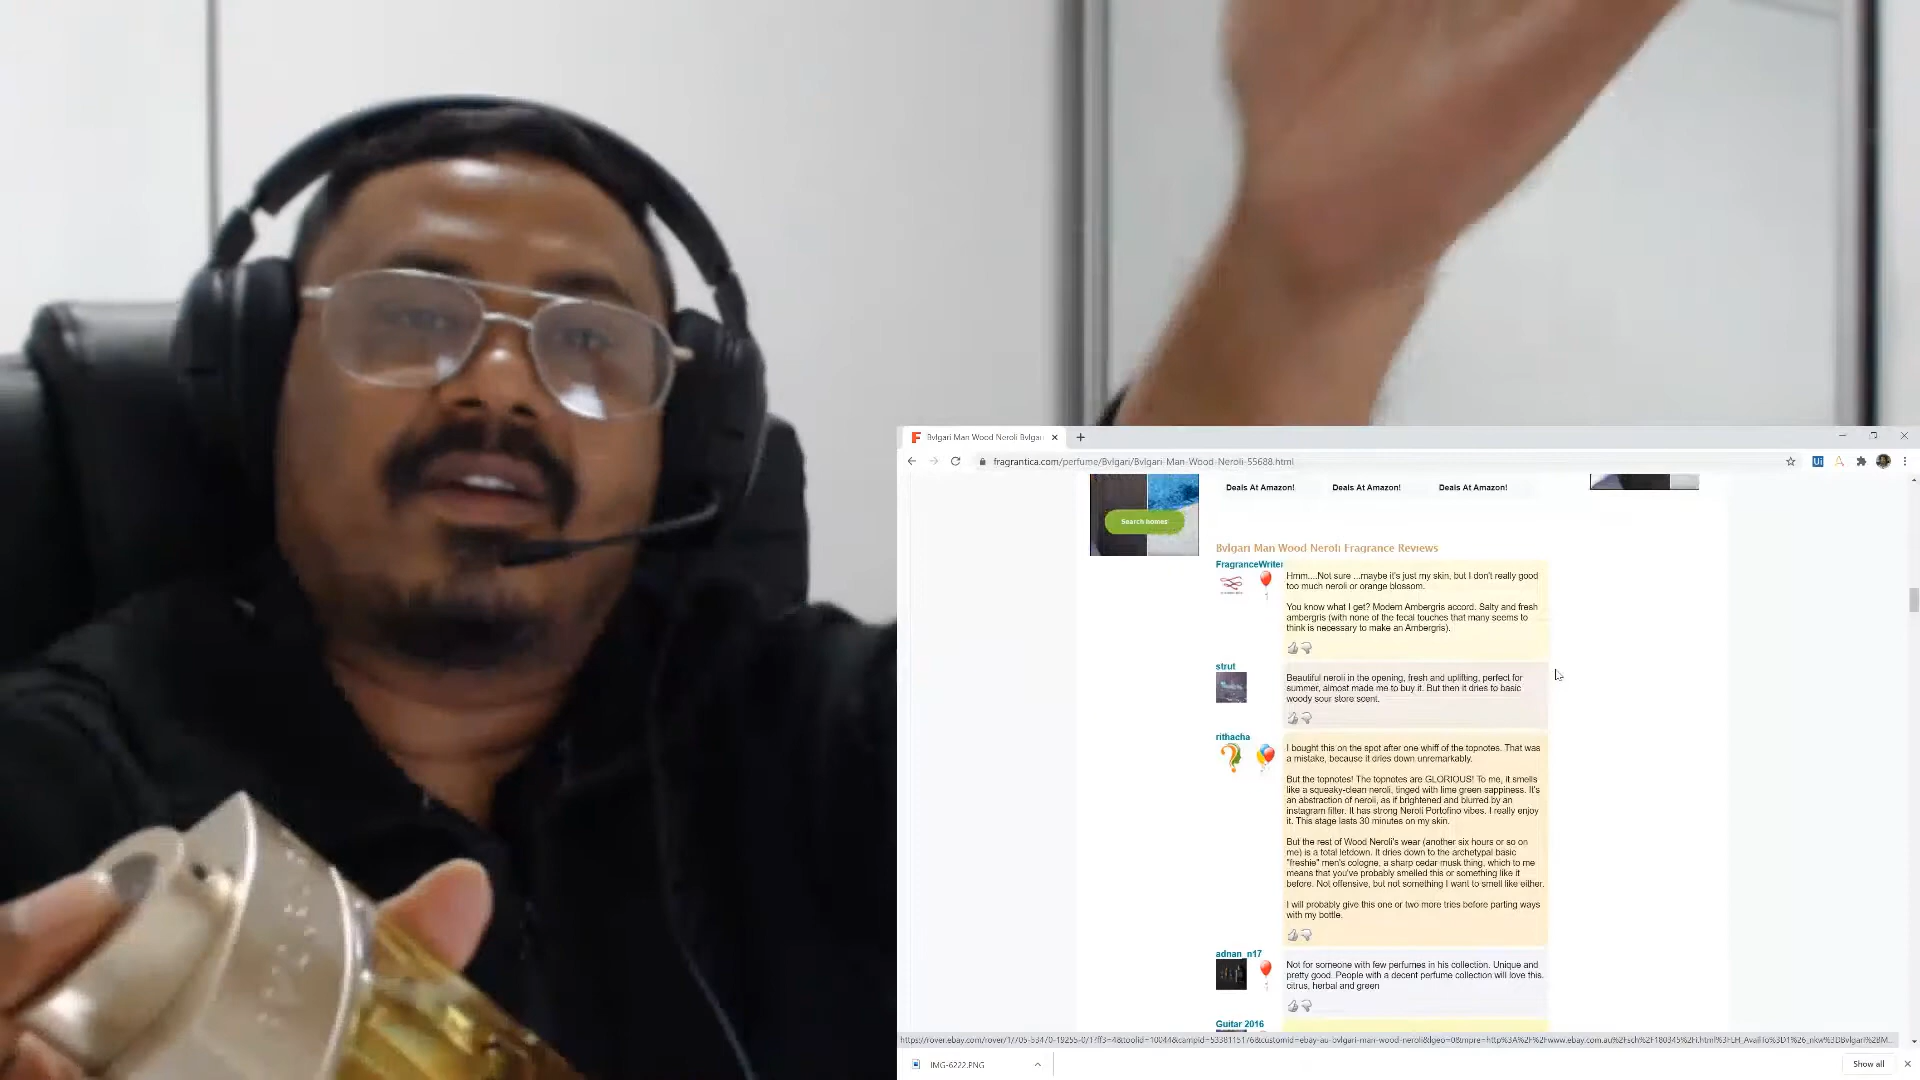 Bvlgari Man Wood Neroli Bvlgari
fragrantica.com/perfume/Bvlgari/Bvlgari-Man-Wood-Neroli-55688.html
Deals At Amazon! Deals At Amazon! Deals At Amazon!
Search homes
Bvlgari Man Wood Neroli Fragrance Reviews
FragranceWriter
1
Hmm....Not sure ...maybe it's just my skin, but I don't really good
too much neroli or orange blossom.
You know what I get? Modern Ambergris accord. Salty and fresh
ambergris (with none of the fecal touches that many seems to
think is necessary to make an Ambergris).
strut
Beautiful neroli in the opening, fresh and uplifting, perfect for
summer, almost made me to buy it. But then it dries to basic
woody sour store scent.
rithacha
I bought this on the spot after one whiff of the topnotes. That was
a mistake, because it dries down unremarkably.
But the topnotes! The topnotes are GLORIOUS! To me, it smells
like a squeaky-clean neroli, tinged with lime green sappiness. It's
an abstraction of neroli, as if brightened and blurred by an
instagram filter. It has strong Neroli Portofino vibes. I really enjoy
it. This stage lasts 30 minutes on my skin.
But the rest of Wood Neroli's wear (another six hours or so on
me) is a total letdown. It dries down to the archetypal basic
"freshie" men's cologne, a sharp cedar musk thing, which to me
means that you've probably smelled this or something like it
before. Not offensive, but not something I want to smell like either.
I will probably give this one or two more tries before parting ways
with my bottle.
adnan_n17
Not for someone with few perfumes in his collection. Unique and
pretty good. People with a decent perfume collection will love this.
citrus, herbal and green
Guitar 2016
IMG-6222.PNG
Show all